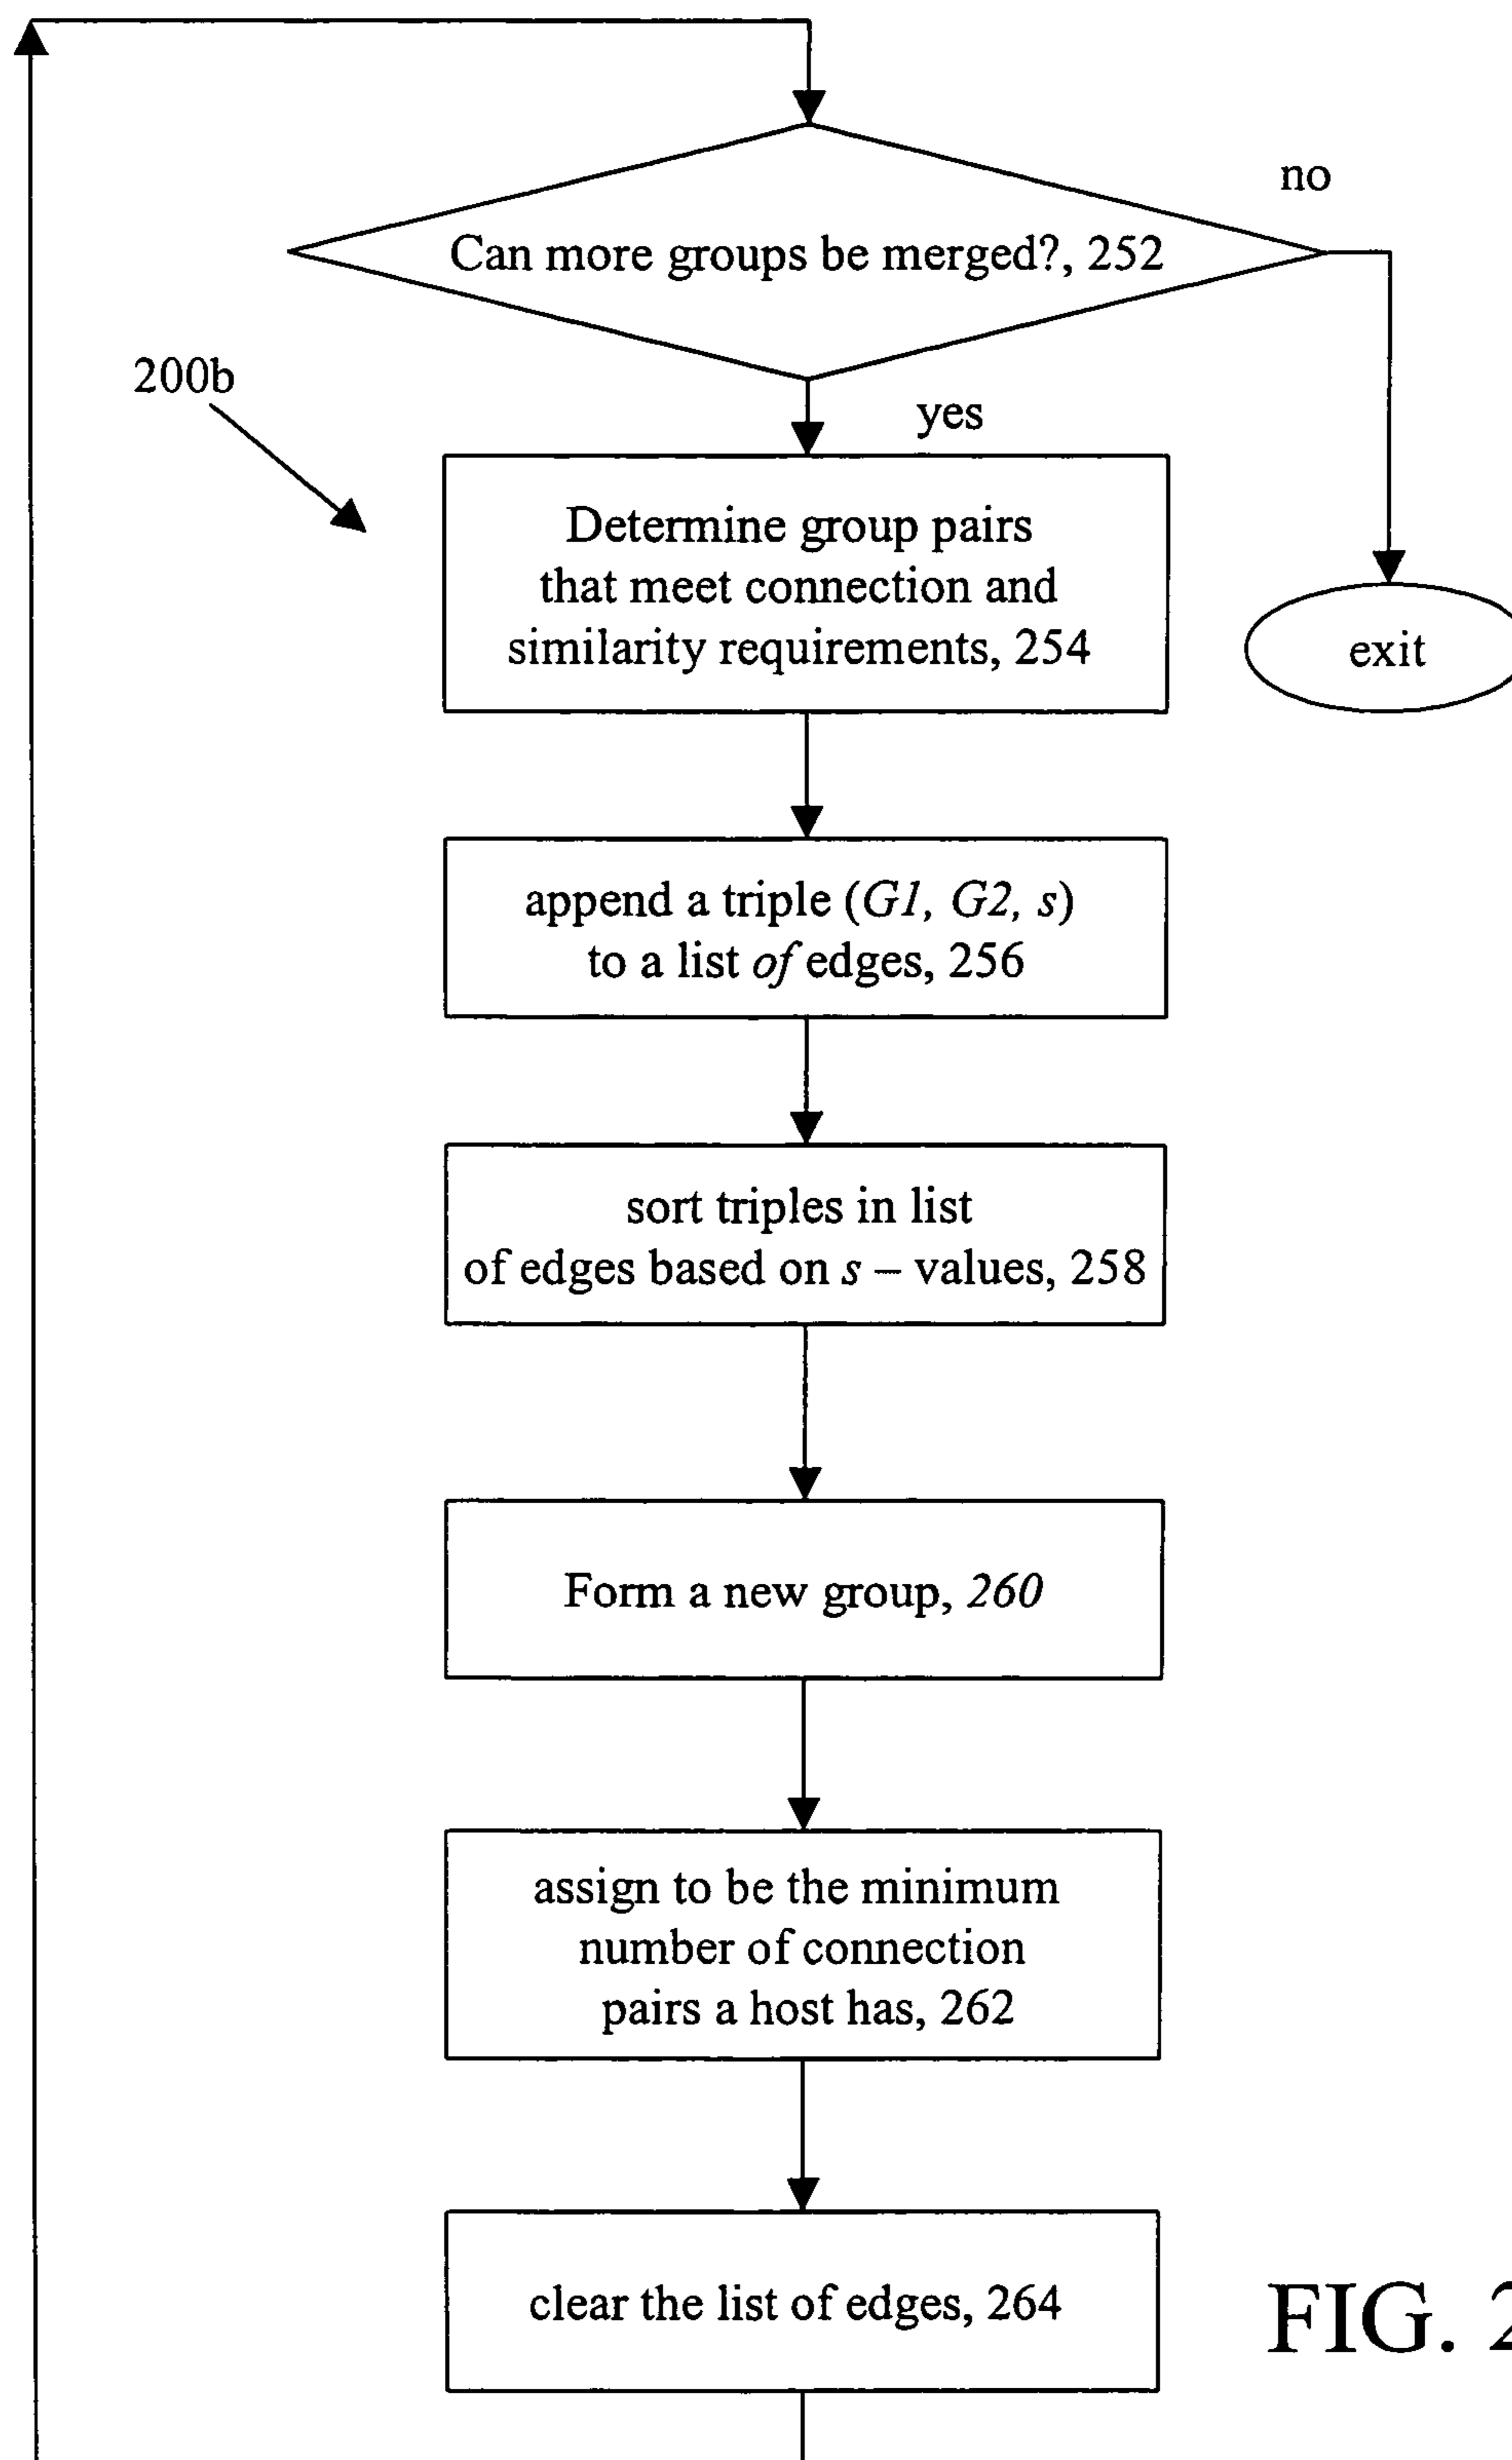 no
Can more groups be merged?, 252
200b
yes
Determine group pairs
that meet connection and
similarity requirements, 254
exit
append a triple (G1, G2, s)
to a list of edges, 256
sort triples in list
of edges based on s – values, 258
Form a new group, 260
assign to be the minimum
number of connection
pairs a host has, 262
clear the list of edges, 264
FIG. 2